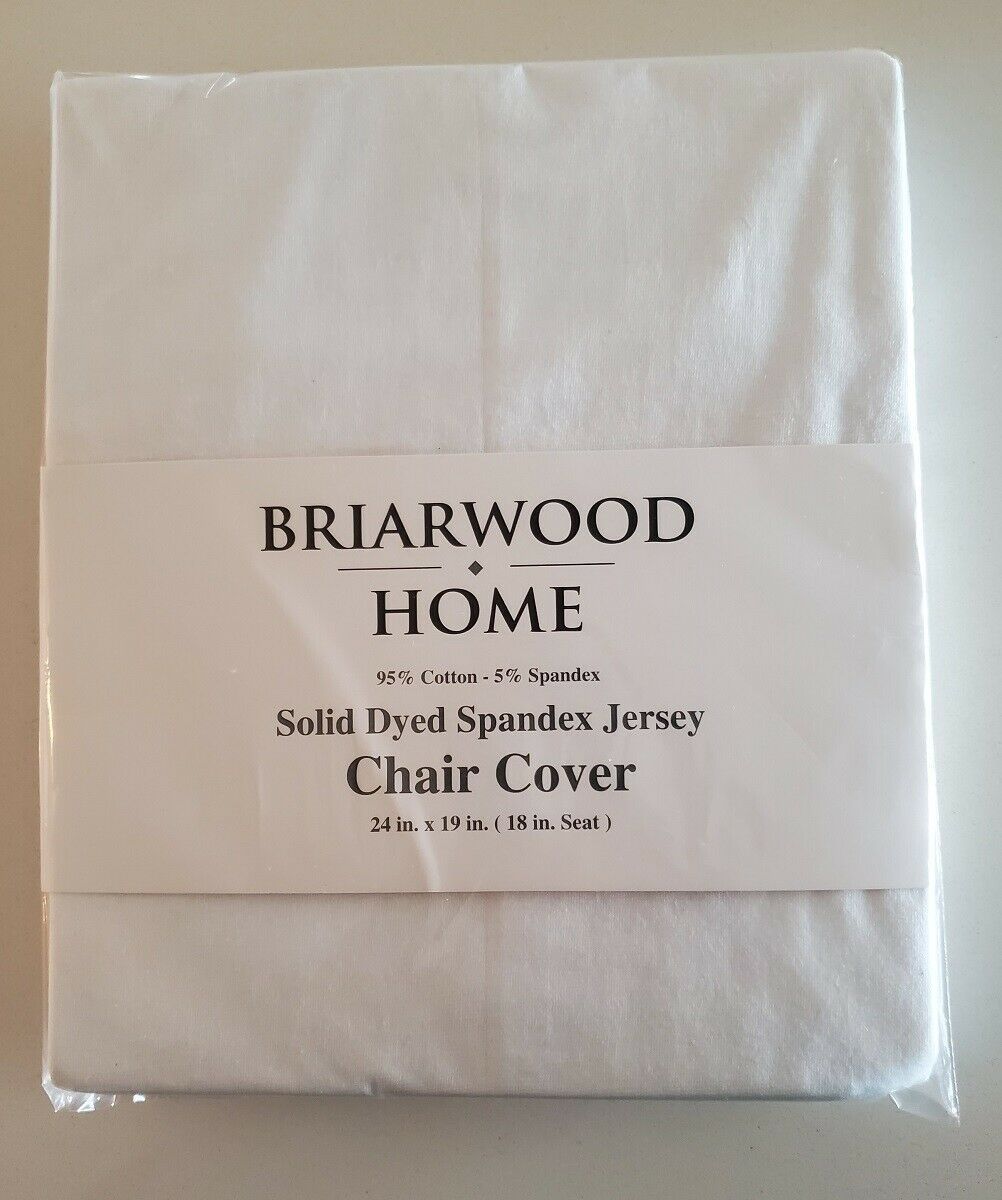 BRIARWOOD
HOME
95% Cotton - 5% Spandex
Solid Dyed Spandex Jersey
Chair Cover
24 in. x 19 in. ( 18 in. Seat )